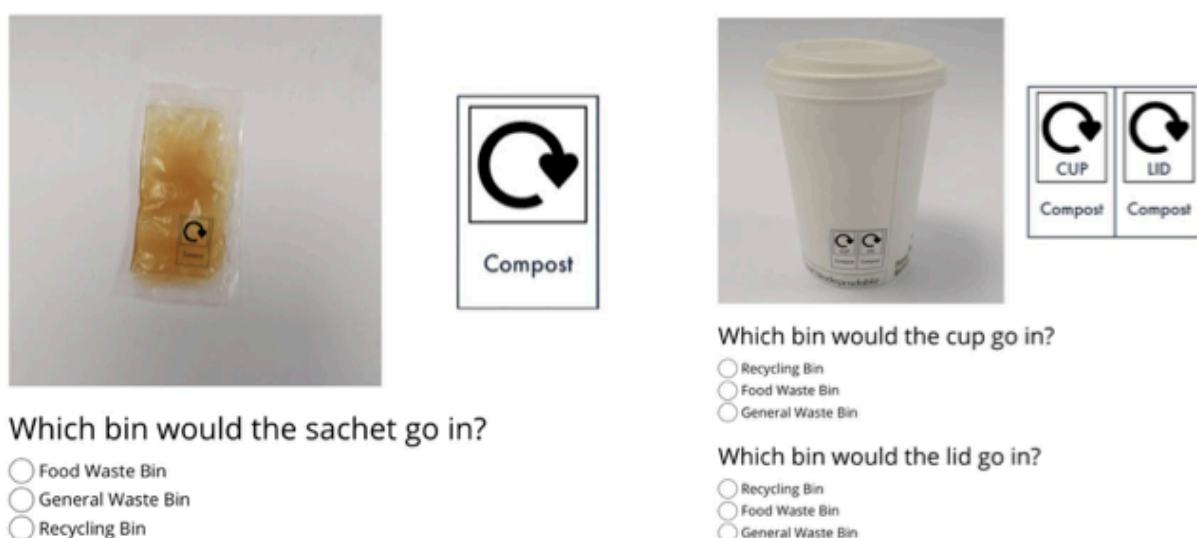 Compost
Which bin would the sachet go in?
Food Waste Bin
General Waste Bin
Recycling Bin
CUP
LID
Compost
Compost
CUP
Compost
Which bin would the cup go in?
Recycling Bin
Food Waste Bin
General Waste Bin
Which bin would the lid go in?
Recycling Bin
Food Waste Bin
General Waste Bin